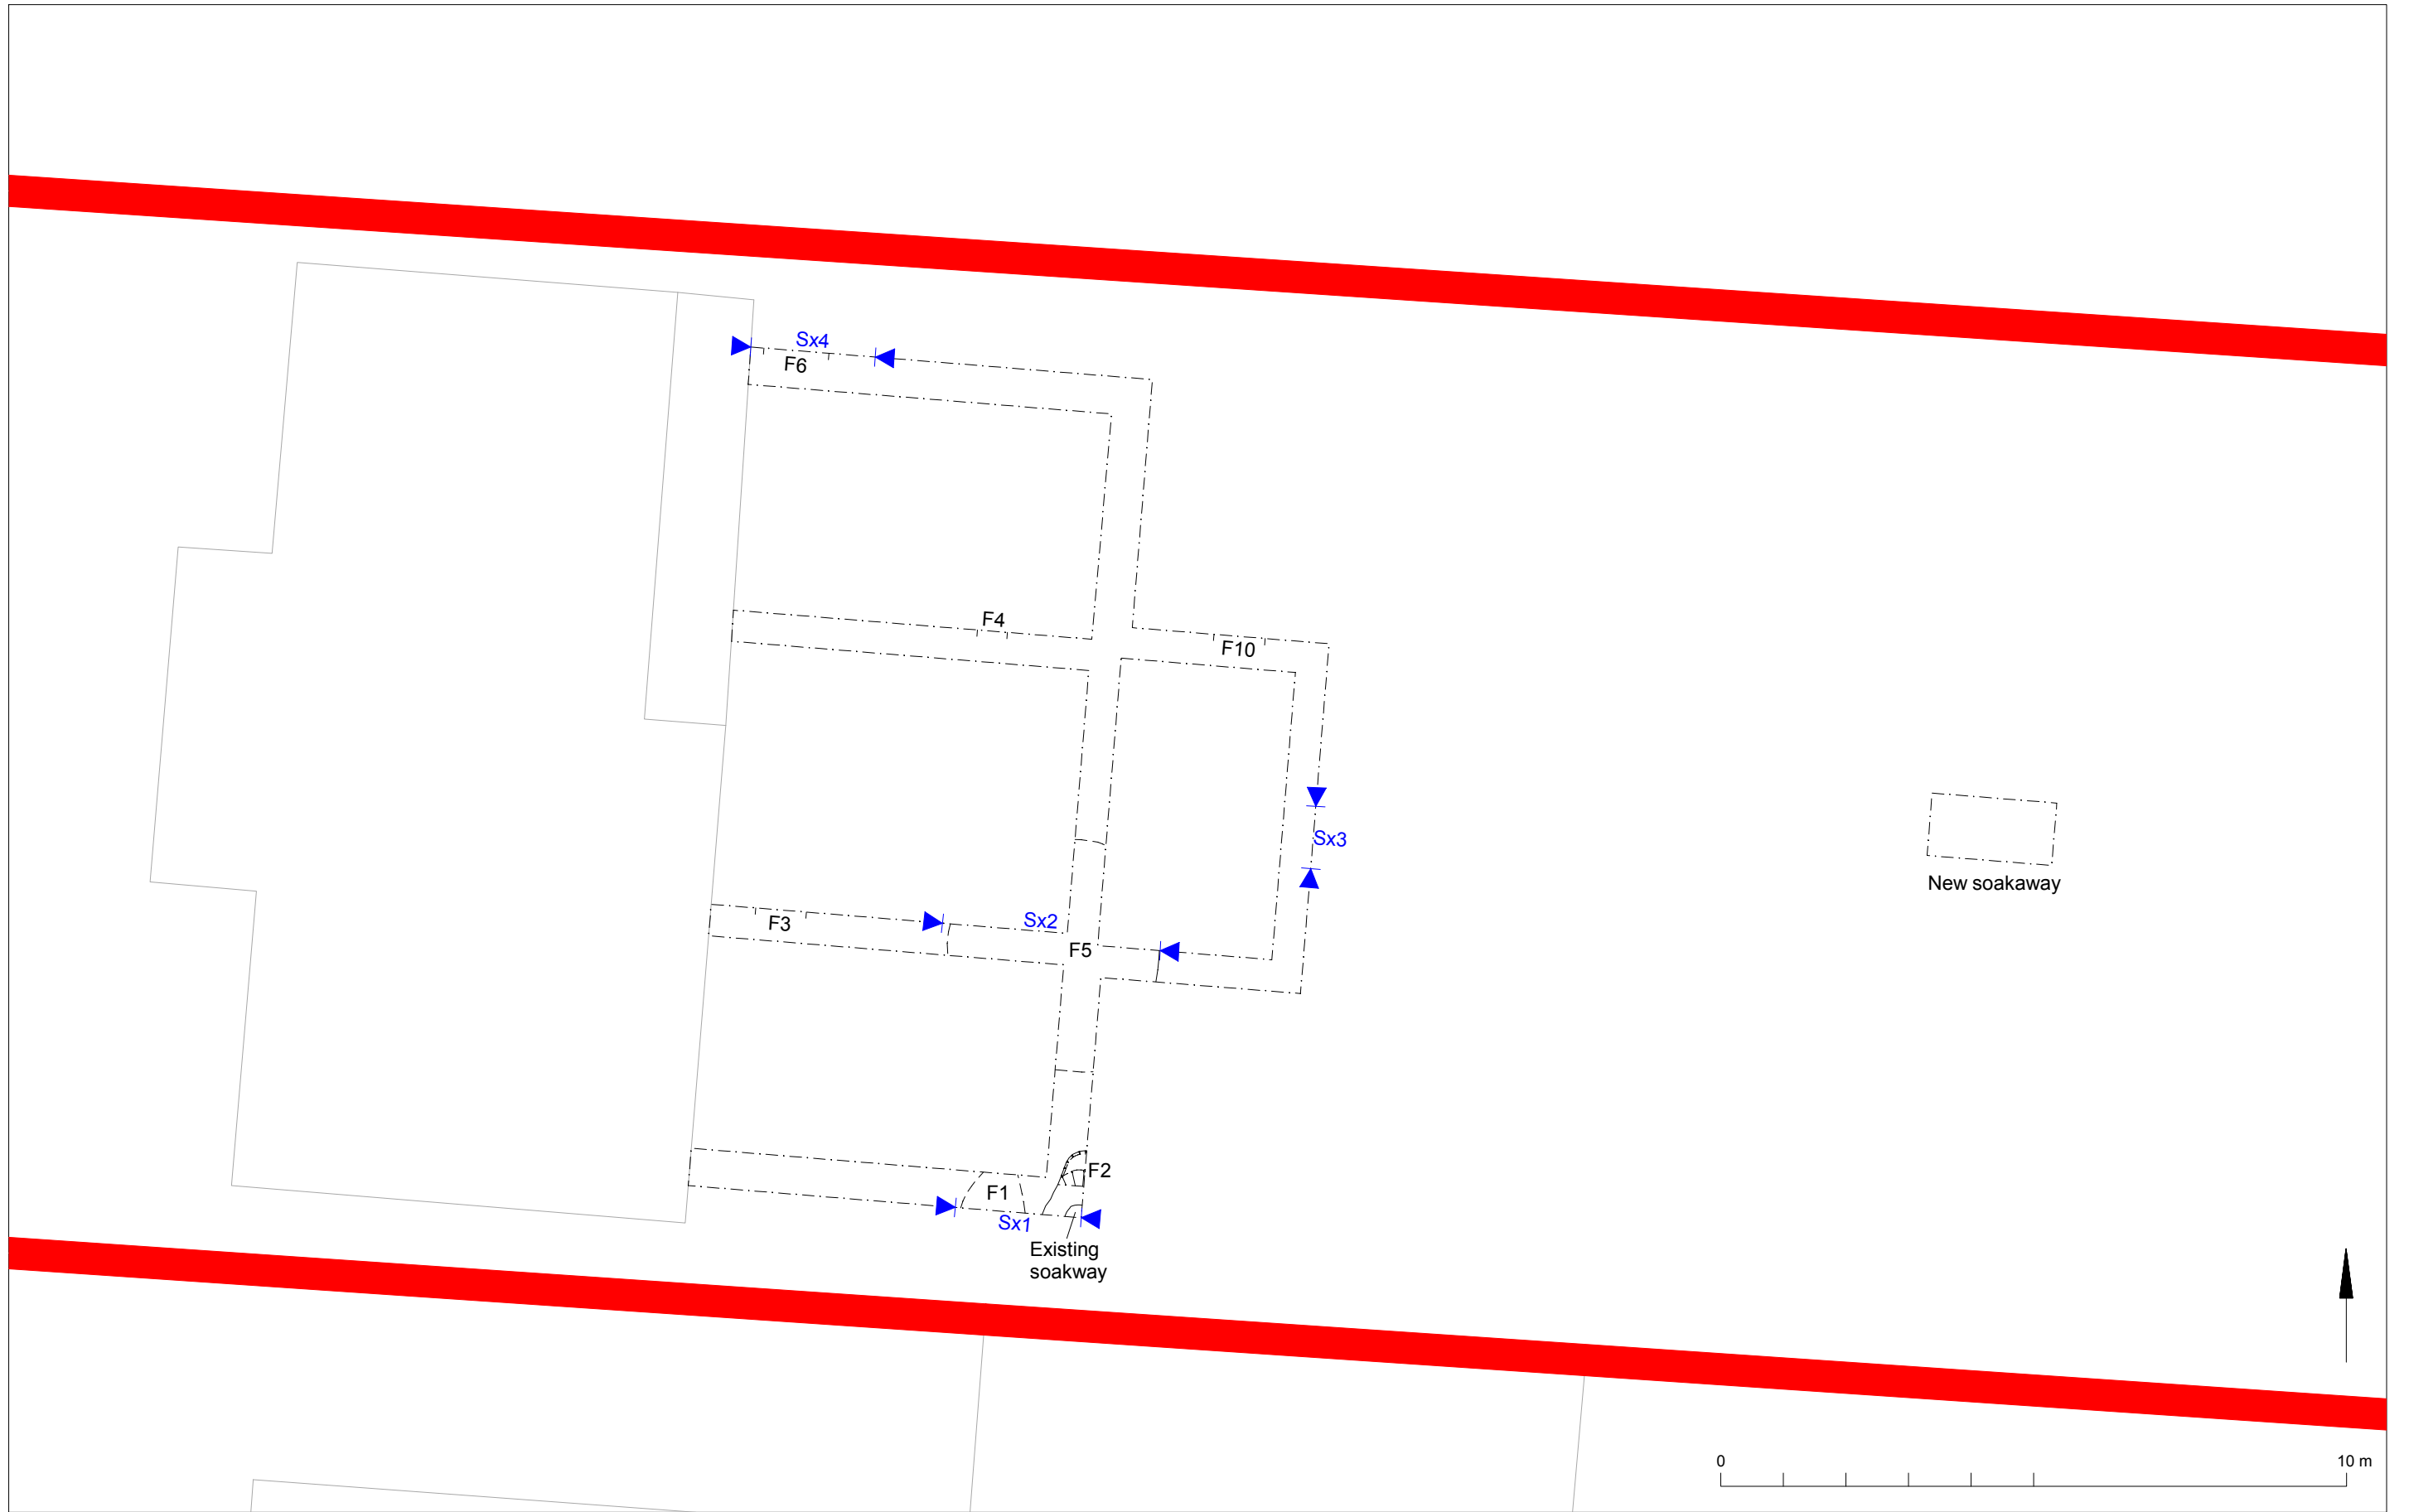 Sx4
F6
F4
F10
Sx3
New soakaway
F3
Sx2
F5
F2
F1
Sx1
Existing
soakway
0
10 m